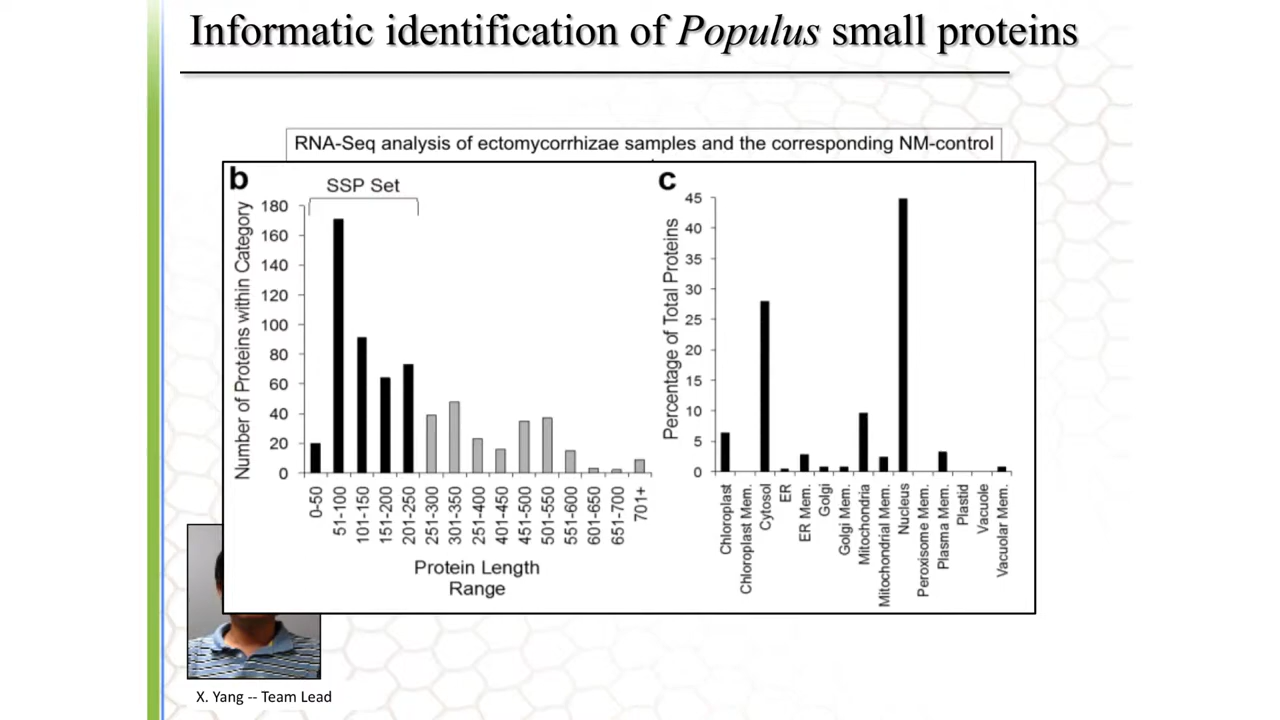 Informatic identification of Populus small proteins
RNA-Seq analysis of ectomycorrhizae samples and the corresponding NM-control
b
SSP Set
Number of Proteins within Category
180
160
140
120
100
80
60
40
20
0
0-50
51-100
101-150
151-200
201-250
251-300
301-350
251-400
401-450
451-500
501-550
551-600
601-650
651-700
701+
Protein Length
Range
c
Percentage of Total Proteins
45
40
35
30
25
20
15
10
5
0
Chloroplast
Chloroplast Mem.
Cytosol
ER
ER Mem.
Golgi
Golgi Mem.
Mitochondria
Mitochondrial Mem.
Nucleus
Peroxisome Mem.
Plasma Mem.
Plastid
Vacuole
Vacuolar Mem.
X. Yang -- Team Lead